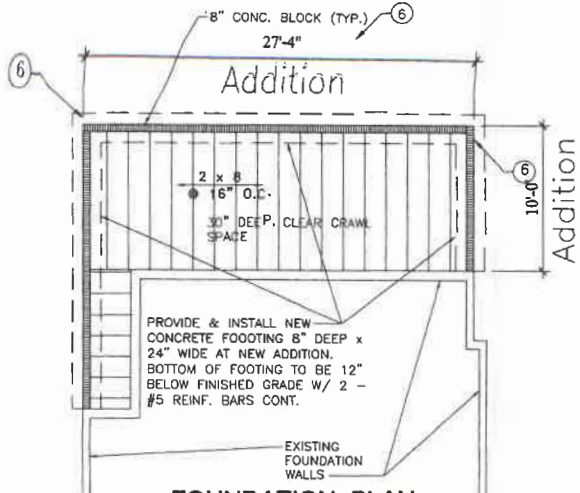 8" CONC. BLOCK (TYP.)
6
27'-4"
6
Addition
6
2 x 8
@ 16" O.C.
30" DEEP. CLEAR CRAWL
SPACE
10'-0"
Addition
PROVIDE & INSTALL NEW
CONCRETE FOOOTING 8" DEEP x
24" WIDE AT NEW ADDITION.
BOTTOM OF FOOTING TO BE 12"
BELOW FINISHED GRADE W/ 2 -
#5 REINF. BARS CONT.
EXISTING
FOUNDATION
WALLS
FOUNDATION PLAN